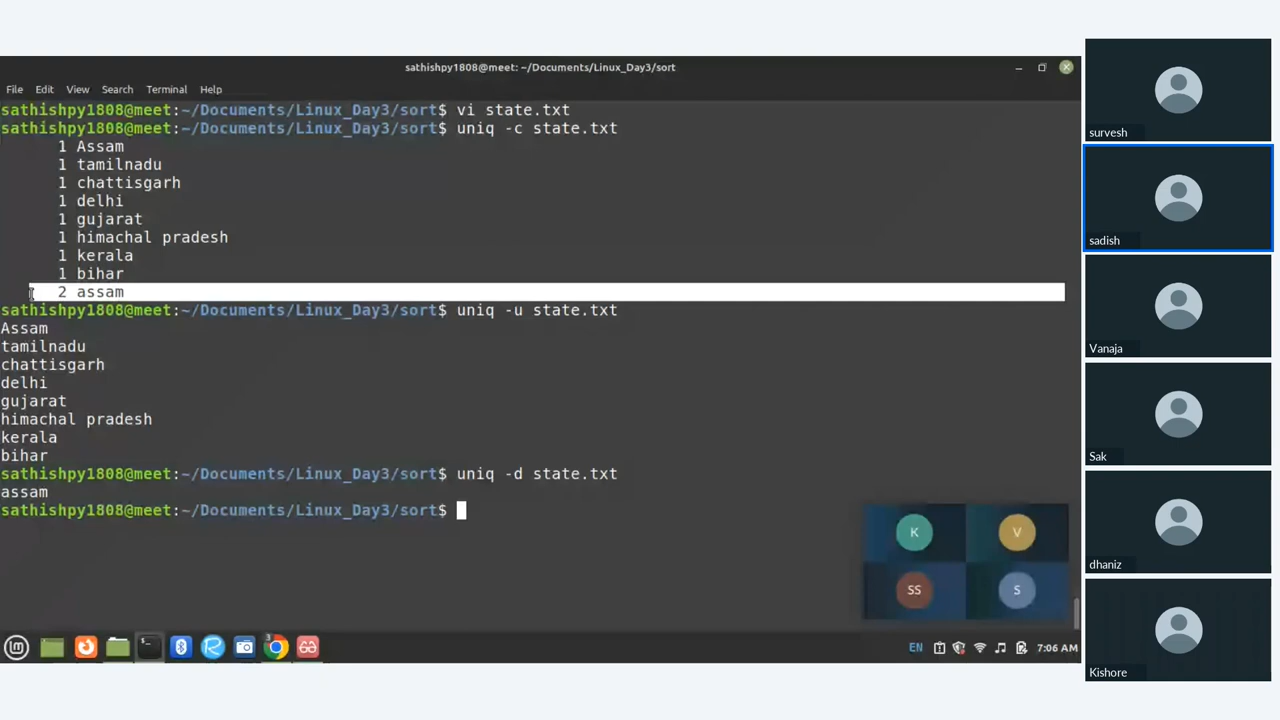 sathishpy1808@meet: ~/Documents/Linux_Day3/sort
File Edit View Search Terminal Help
sathishpy1808@meet:~/Documents/Linux_Day3/sort$ vi state.txt
sathishpy1808@meet:~/Documents/Linux_Day3/sort$ uniq -c state.txt
1 Assam
1 tamilnadu
1 chattisgarh
1 delhi
1 gujarat
1 himachal pradesh
1 kerala
1 bihar
2 assam
sathishpy1808@meet:~/Documents/Linux_Day3/sort$ uniq -u state.txt
Assam
tamilnadu
chattisgarh
delhi
gujarat
himachal pradesh
kerala
bihar
sathishpy1808@meet:~/Documents/Linux_Day3/sort$ uniq -d state.txt
assam
sathishpy1808@meet:~/Documents/Linux_Day3/sort$
K V
SS S
EN 7:06 AM
3
survesh
sadish
Vanaja
Sak
dhaniz
Kishore